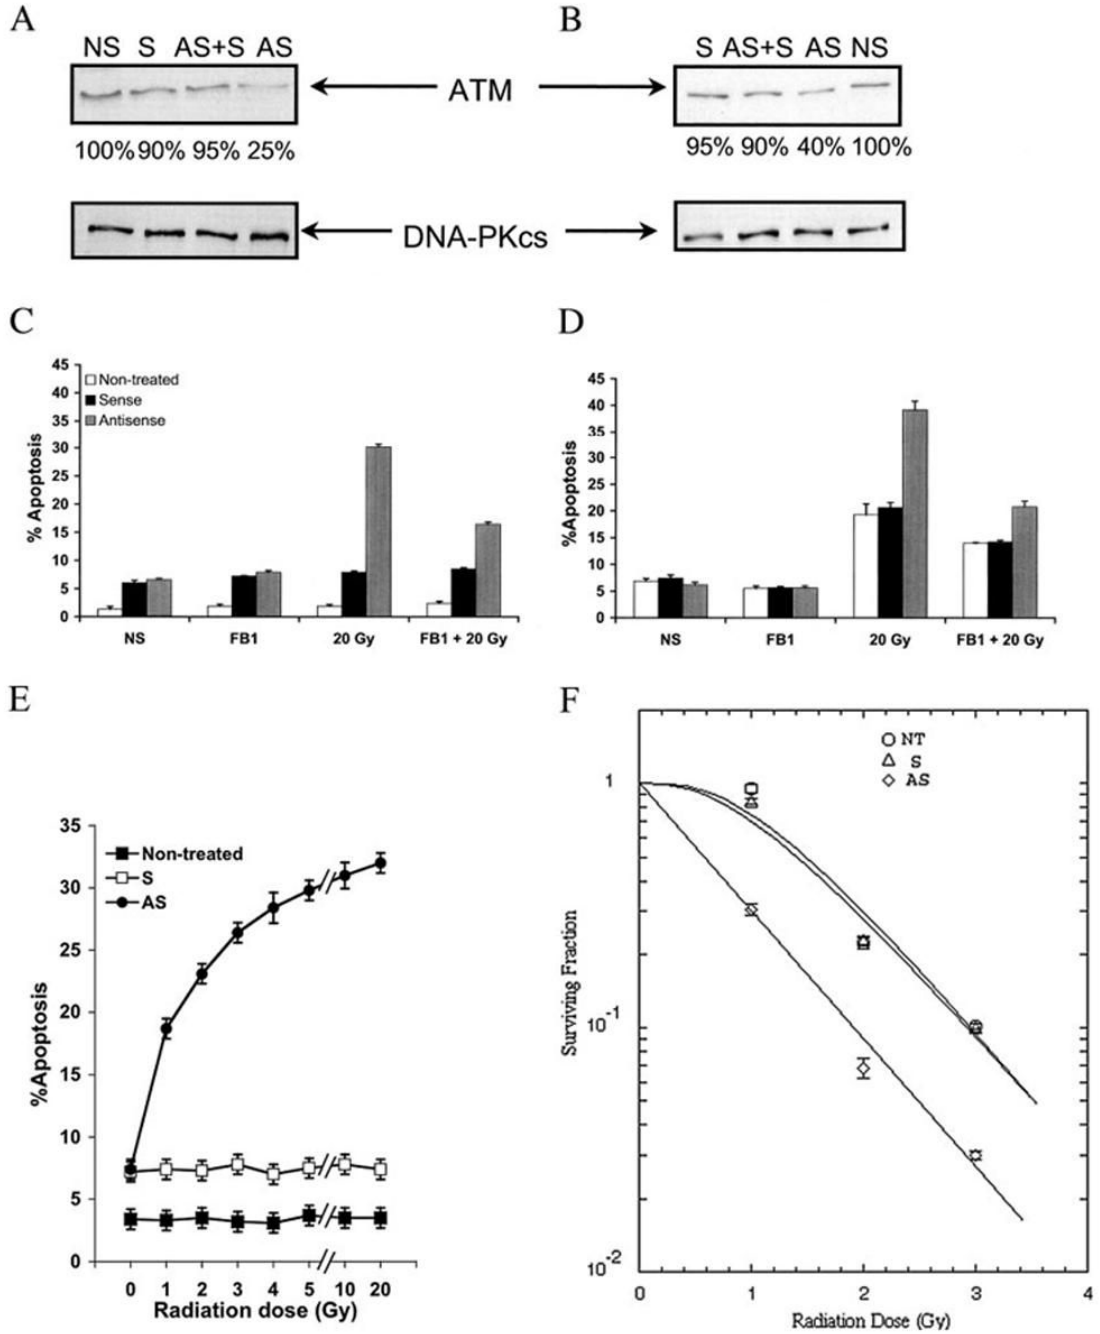 A
B
NS S AS+S AS
S AS+S AS NS
ATM
100% 90% 95% 25%
95% 90% 40% 100%
DNA-PKcs
C
D
45
40
35
30
25
20
15
10
5
0
% Apoptosis
Non-treated
Sense
Antisense
NS FB1 20 Gy FB1 + 20 Gy
45
40
35
30
25
20
15
10
5
0
%Apoptosis
NS FB1 20 Gy FB1 + 20 Gy
E
F
35
30
25
20
15
10
5
0
%Apoptosis
Non-treated
S
AS
0 1 2 3 4 5 10 20
Radiation dose (Gy)
NT
S
AS
1
10-1
10-2
Surviving Fraction
0 1 2 3 4
Radiation Dose (Gy)